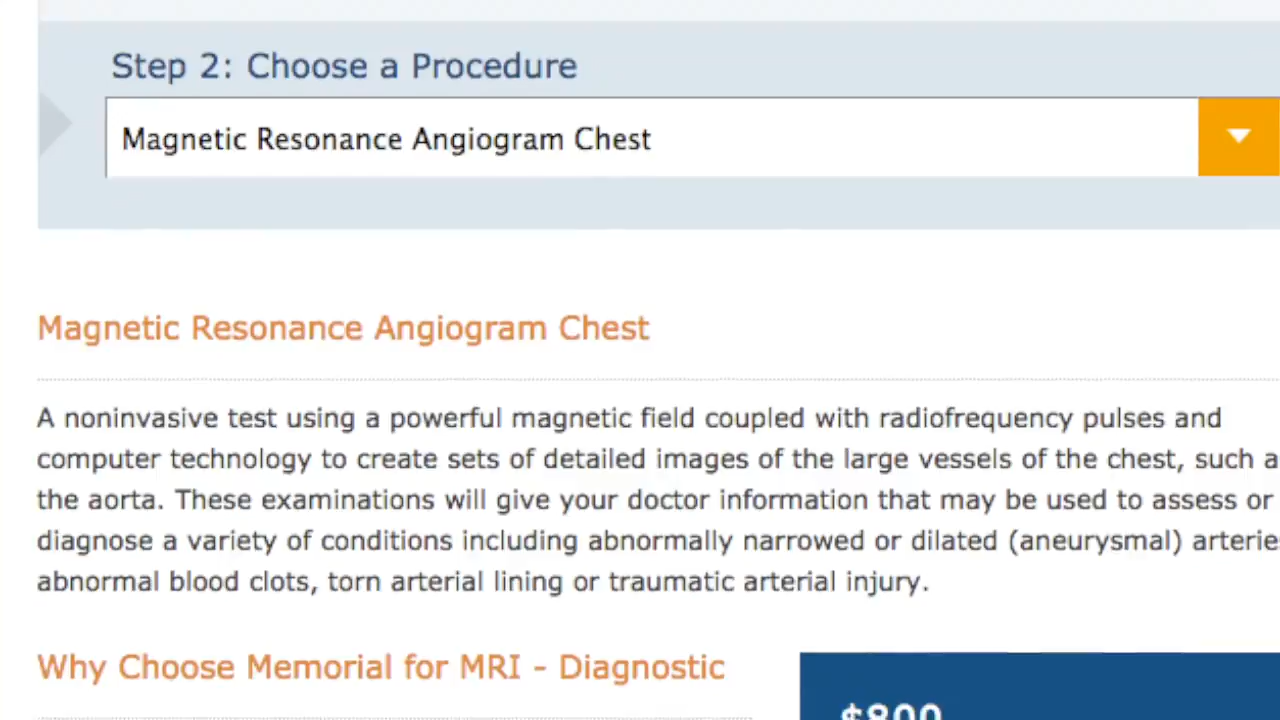 Step 2: Choose a Procedure
Magnetic Resonance Angiogram Chest
Magnetic Resonance Angiogram Chest
A noninvasive test using a powerful magnetic field coupled with radiofrequency pulses and
computer technology to create sets of detailed images of the large vessels of the chest, such a
the aorta. These examinations will give your doctor information that may be used to assess or
diagnose a variety of conditions including abnormally narrowed or dilated (aneurysmal) arterie
abnormal blood clots, torn arterial lining or traumatic arterial injury.
Why Choose Memorial for MRI - Diagnostic
$800